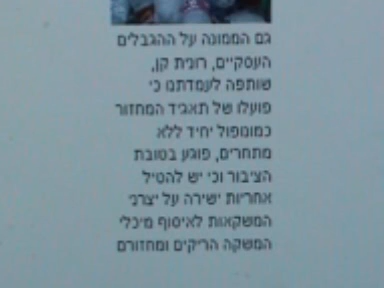 גם הממונה על ההגבלים
העסקיים, רונית קן,
שותפה לעמדתנו כי
פועלו של תאגיד המחזור
כמונופול יחיד ללא
מתחרים, פוגע בטובת
הציבור וכי יש להטיל
אחריות ישירה על יצרני
המשקאות לאיסוף מיכלי
המשקה הריקים ומחזורם